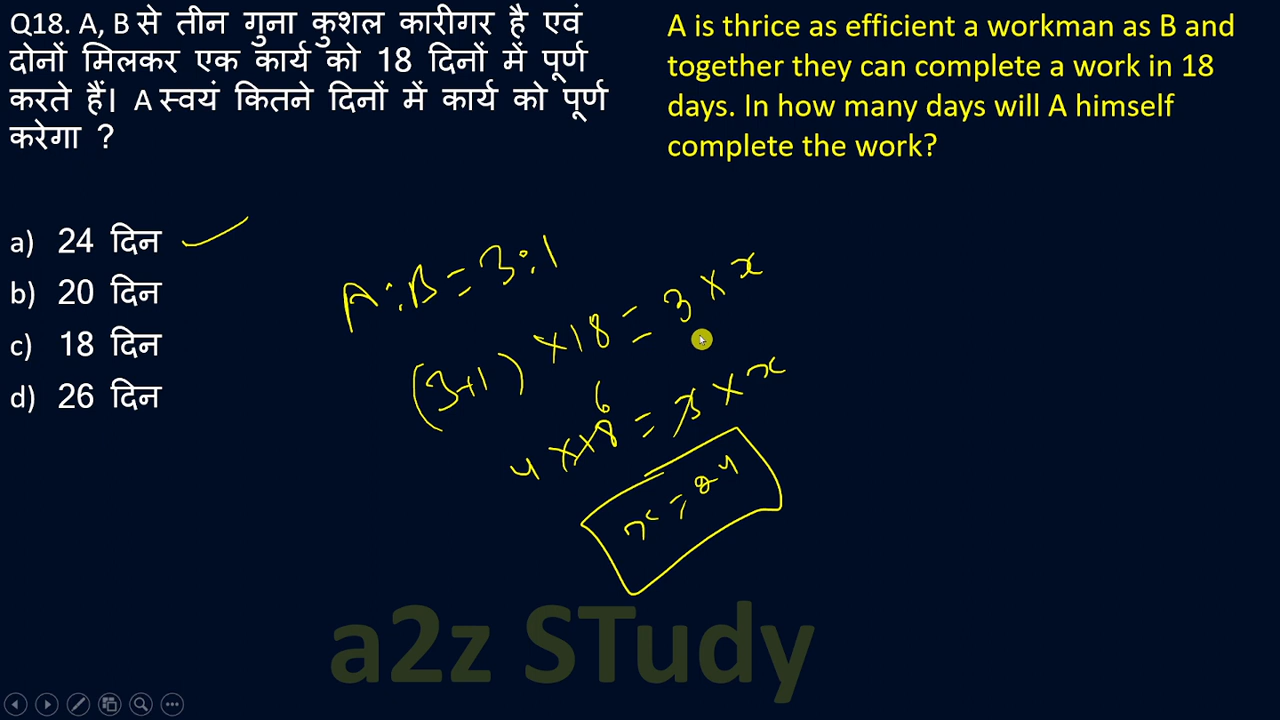 Q18. A, B से तीन गुना कुशल कारीगर है एवं
दोनों मिलकर एक कार्य को 18 दिनों में पूर्ण
करते हैं। A स्वयं कितने दिनों में कार्य को पूर्ण
करेगा ?
A is thrice as efficient a workman as B and
together they can complete a work in 18
days. In how many days will A himself
complete the work?
a) 24 दिन
b) 20 दिन
c) 18 दिन
d) 26 दिन
A:B=3:1
(3+1) ×18 = 3 × x
6
4 × 18 = 3 × x
x = 24
a2z STudy